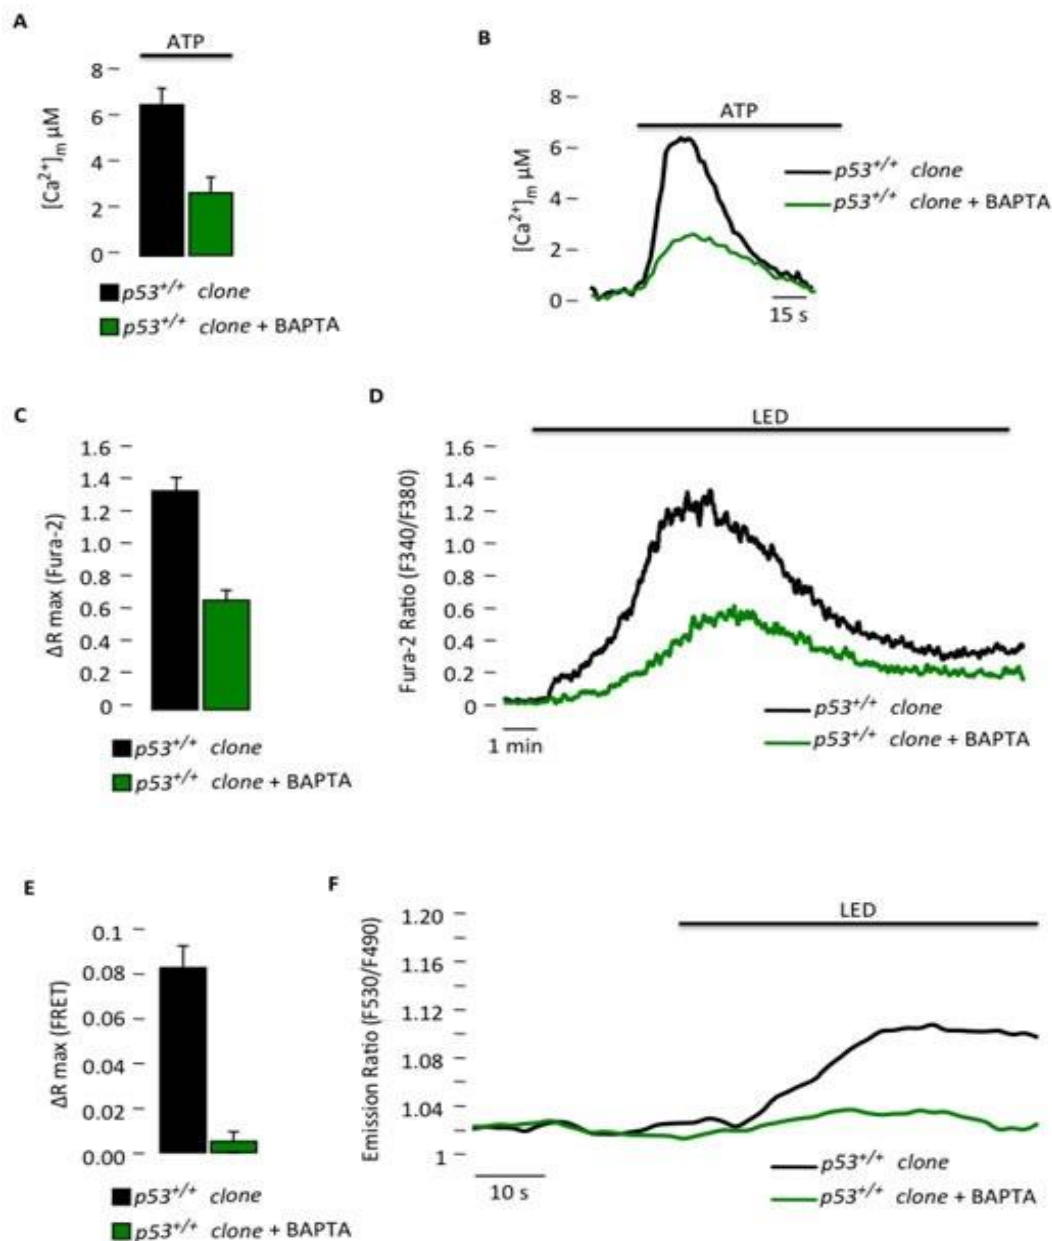 A
ATP
8
6
4
2
0
[Ca²⁺]ₘ µM
p53⁺/⁺ clone
p53⁺/⁺ clone + BAPTA
B
8
6
4
2
0
[Ca²⁺]ₘ µM
ATP
p53⁺/⁺ clone
p53⁺/⁺ clone + BAPTA
15 s
C
1.6
1.4
1.2
1.0
0.8
0.6
0.4
0.2
0
ΔR max (Fura-2)
p53⁺/⁺ clone
p53⁺/⁺ clone + BAPTA
D
LED
1.6
1.4
1.2
1.0
0.8
0.6
0.4
0.2
0
Fura-2 Ratio (F340/F380)
1 min
p53⁺/⁺ clone
p53⁺/⁺ clone + BAPTA
E
0.1
0.08
0.06
0.04
0.02
0.00
ΔR max (FRET)
p53⁺/⁺ clone
p53⁺/⁺ clone + BAPTA
F
LED
1.20
1.16
1.12
1.08
1.04
1
Emission Ratio (F530/F490)
10 s
p53⁺/⁺ clone
p53⁺/⁺ clone + BAPTA